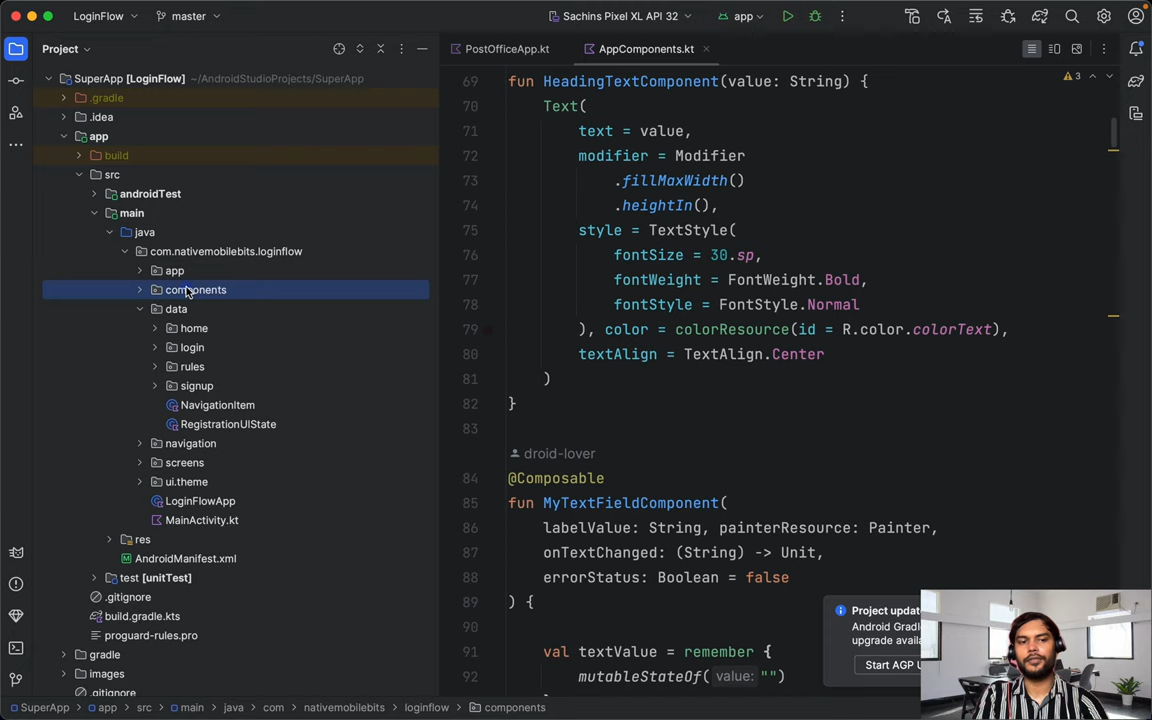 LoginFlow
master
Sachins Pixel XL API 32
app
Project
PostOfficeApp.kt
AppComponents.kt
SuperApp [LoginFlow] ~/AndroidStudioProjects/SuperApp
.gradle
.idea
app
build
src
androidTest
main
java
com.nativemobilebits.loginflow
app
components
data
home
login
rules
signup
NavigationItem
RegistrationUIState
navigation
screens
ui.theme
LoginFlowApp
MainActivity.kt
res
AndroidManifest.xml
test [unitTest]
.gitignore
build.gradle.kts
proguard-rules.pro
gradle
images
.gitignore
3
69 fun HeadingTextComponent(value: String) {
70 Text(
71 text = value,
72 modifier = Modifier
73 .fillMaxWidth()
74 .heightIn(),
75 style = TextStyle(
76 fontSize = 30.sp,
77 fontWeight = FontWeight.Bold,
78 fontStyle = FontStyle.Normal
79 ), color = colorResource(id = R.color.colorText),
80 textAlign = TextAlign.Center
81 )
82 }
83
droid-lover
84 @Composable
85 fun MyTextFieldComponent(
86 labelValue: String, painterResource: Painter,
87 onTextChanged: (String) -> Unit,
88 errorStatus: Boolean = false
89 ) {
90
91 val textValue = remember {
92 mutableStateOf( value: "")
Project updat
Android Gradl
upgrade avail
Start AGP U
SuperApp
app
src
main
java
com
nativemobilebits
loginflow
components